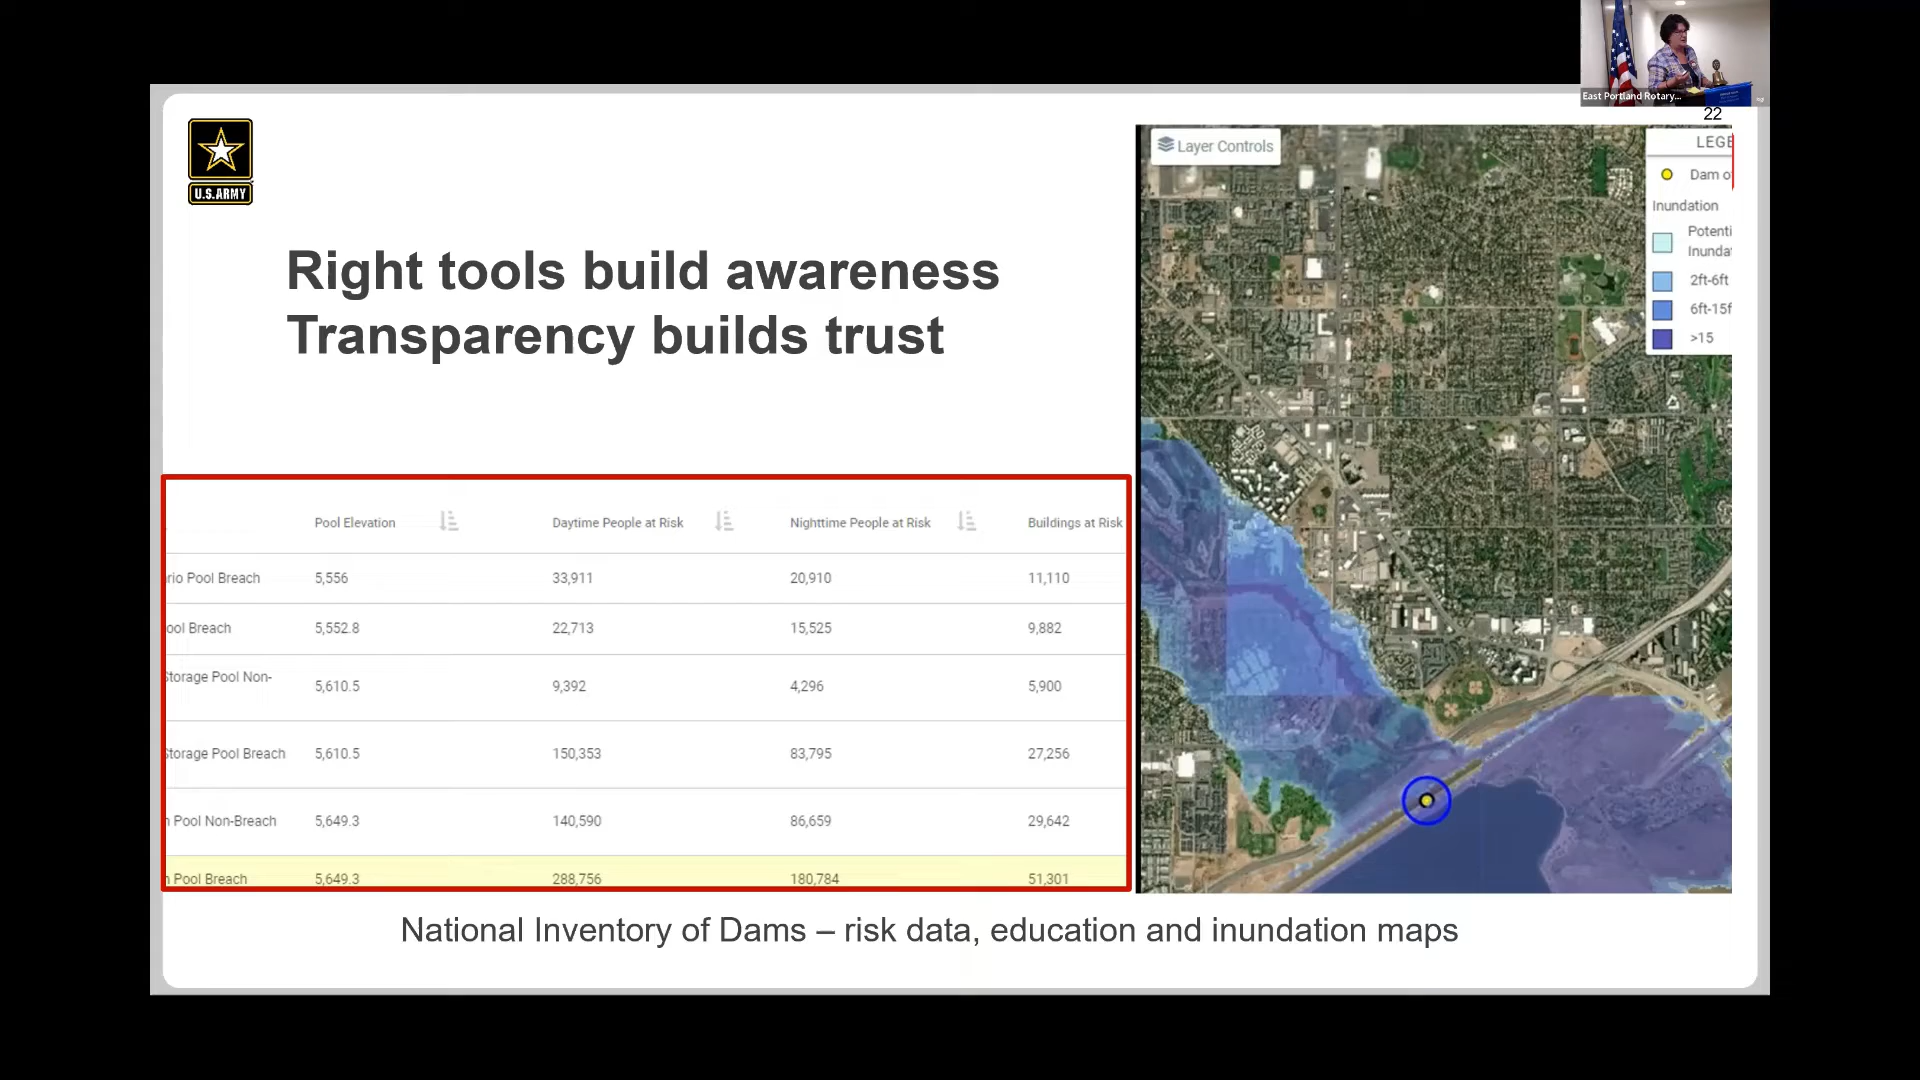 East Portland Rotary...
22
U.S.ARMY
Right tools build awareness
Transparency builds trust
Pool Elevation
Daytime People at Risk
Nighttime People at Risk
Buildings at Risk
rio Pool Breach 5,556 33,911 20,910 11,110
ool Breach 5,552.8 22,713 15,525 9,882
Storage Pool Non- 5,610.5 9,392 4,296 5,900
Storage Pool Breach 5,610.5 150,353 83,795 27,256
n Pool Non-Breach 5,649.3 140,590 86,659 29,642
n Pool Breach 5,649.3 288,756 180,784 51,301
Layer Controls
LEGE
Dam o
Inundation
Potenti
Inunda
2ft-6ft
6ft-15f
>15
National Inventory of Dams – risk data, education and inundation maps